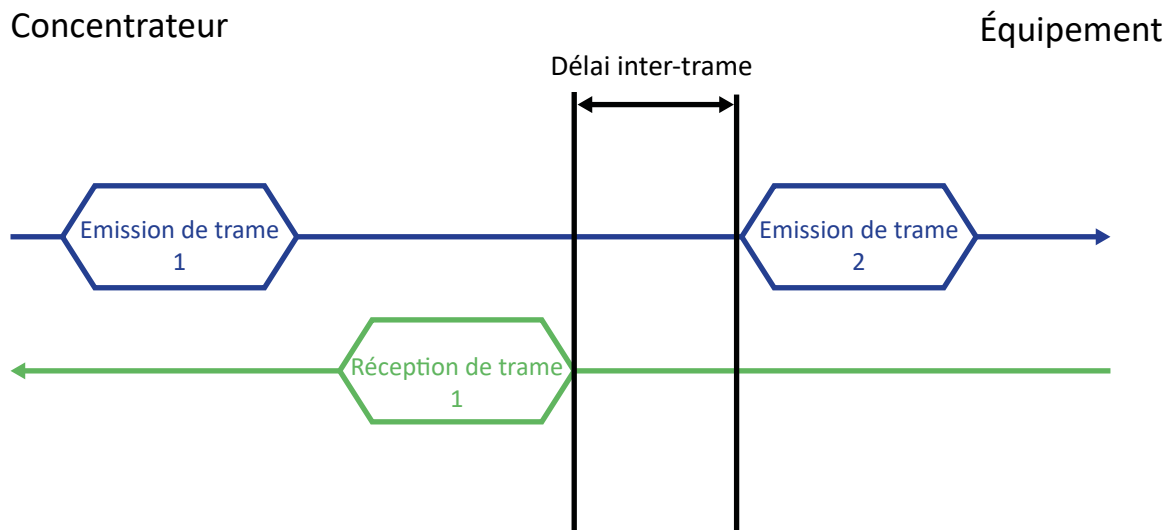 Concentrateur
Équipement
Délai inter-trame
Emission de trame
1
Emission de trame
2
Réception de trame
1